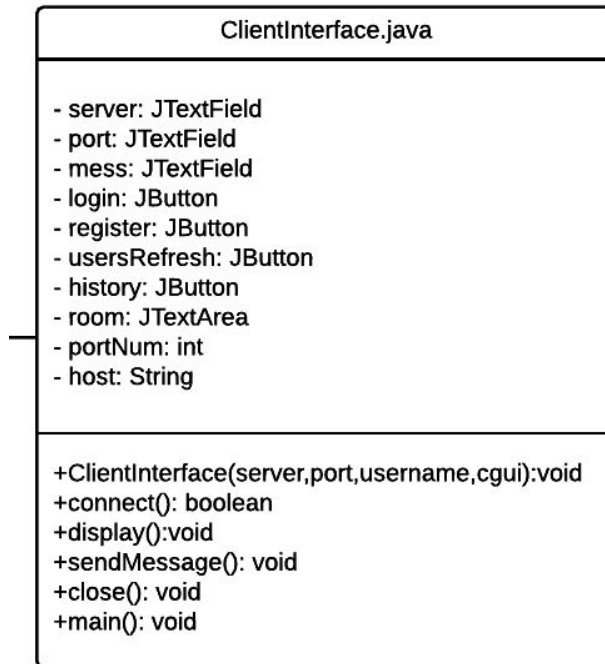 ClientInterface.java
- server: JTextField
- port: JTextField
- mess: JTextField
- login: JButton
- register: JButton
- usersRefresh: JButton
- history: JButton
- room: JTextArea
- portNum: int
- host: String
+ClientInterface(server,port,username,cgui):void
+connect(): boolean
+display():void
+sendMessage(): void
+close(): void
+main(): void